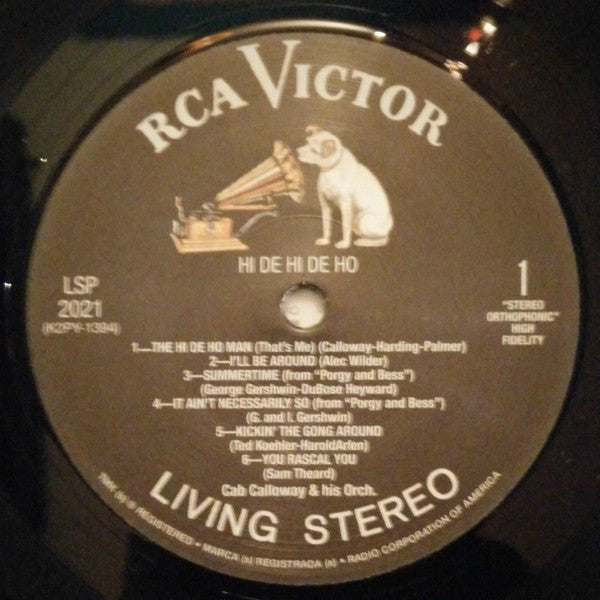 RCA VICTOR
HI DE HI DE HO
LSP
2021
(K2PY-1394)
1
"STEREO
ORTHOPHONIC"
HIGH
FIDELITY
1—THE HI DE HO MAN (That's Me) (Calloway-Harding-Palmer)
2—I'LL BE AROUND (Alec Wilder)
3—SUMMERTIME (from "Porgy and Bess")
(George Gershwin-DuBose Heyward)
4—IT AIN'T NECESSARILY SO (from "Porgy and Bess")
(G. and I. Gershwin)
5—KICKIN' THE GONG AROUND
(Ted Koehler-HaroldArlen)
6—YOU RASCAL YOU
(Sam Theard)
Cab Calloway & his Orch.
LIVING STEREO
TMK (s) ® REGISTERED • MARCA (s) REGISTRADA (s) • RADIO CORPORATION OF AMERICA